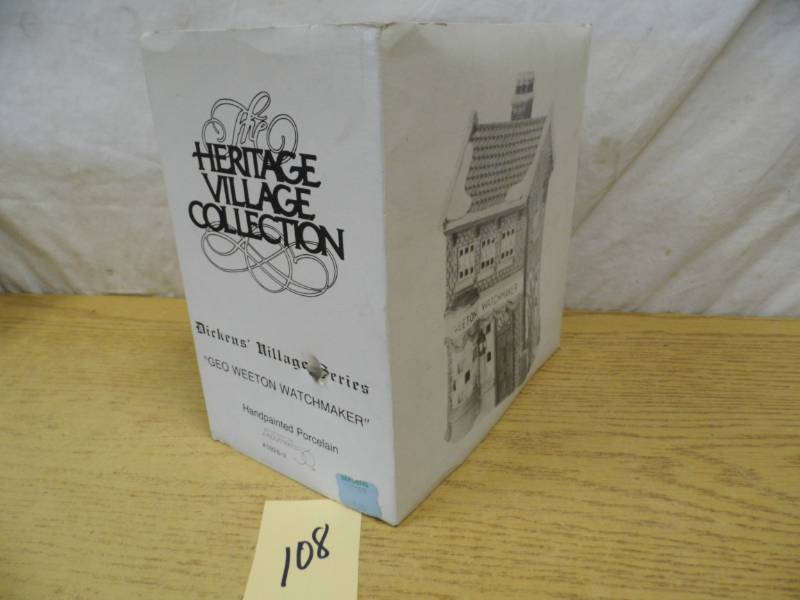 The
HERITAGE
VILLAGE
COLLECTION
Dickens' Village Series
"GEO WEETON WATCHMAKER"
Handpainted Porcelain
WEETON WATCHMAKER
108